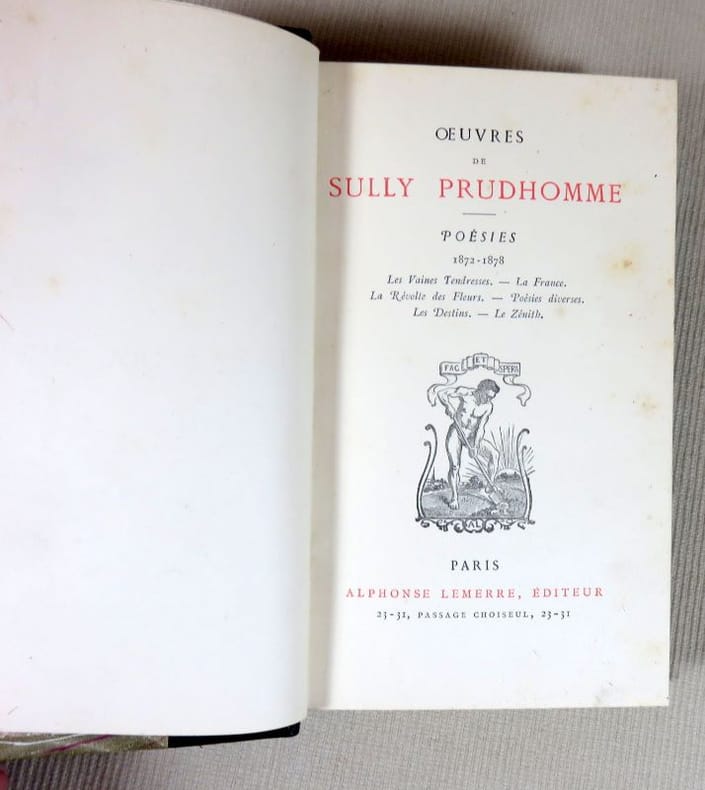 OEUVRES
DE
SULLY PRUDHOMME
POÉSIES
1872-1878
Les Vaines Tendresses. — La France.
La Révolte des Fleurs. — Poésies diverses.
Les Destins. — Le Zénith.
FAC ET SPERA
AL
PARIS
ALPHONSE LEMERRE, ÉDITEUR
23-31, PASSAGE CHOISEUL, 23-31